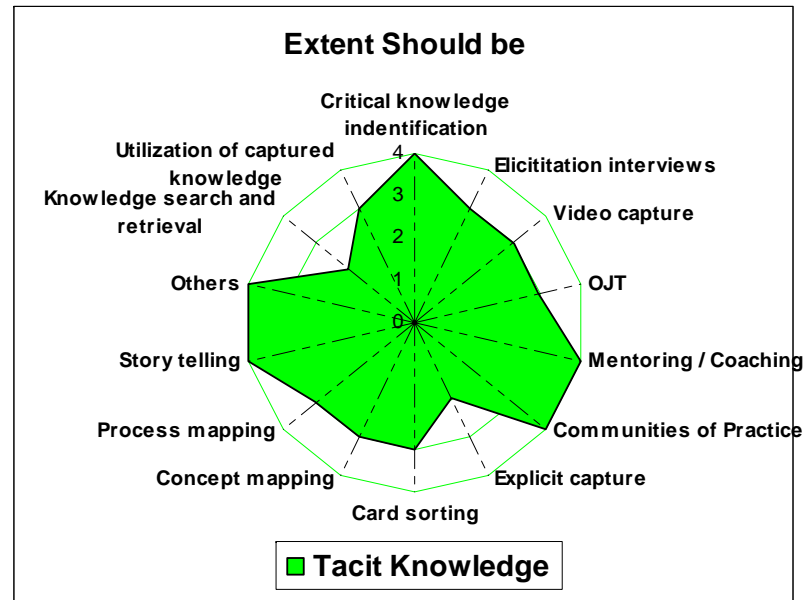 Extent Should be
Critical knowledge
indentification
Elicititation interviews
Video capture
OJT
Mentoring / Coaching
Communities of Practice
Explicit capture
Card sorting
Concept mapping
Process mapping
Story telling
Others
Knowledge search and
retrieval
Utilization of captured
knowledge
4
3
2
1
0
Tacit Knowledge